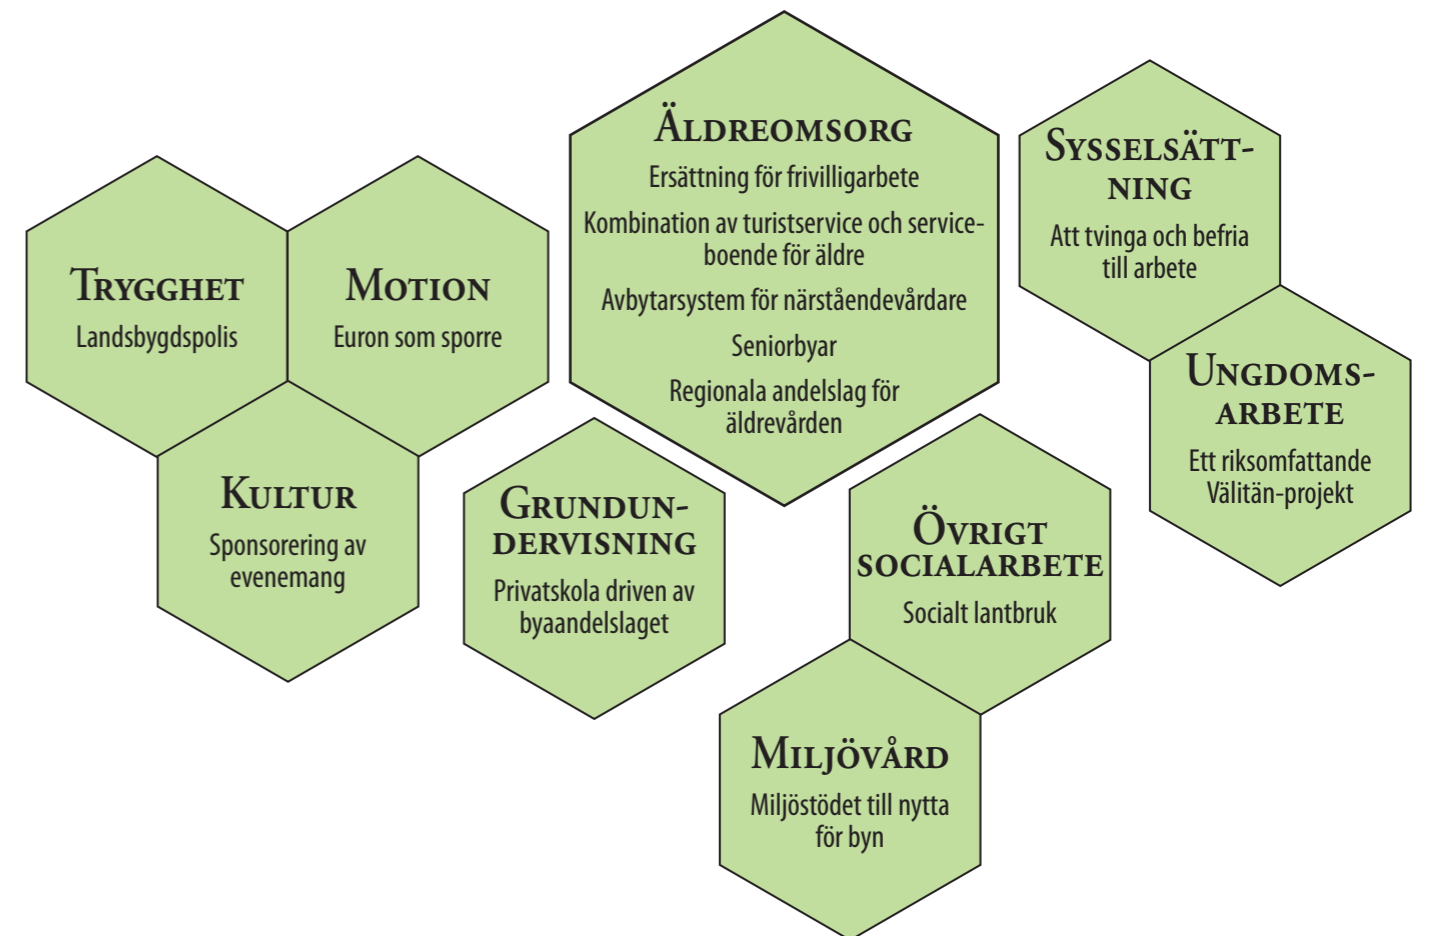 Trygghet
Landsbygdspolis
Motion
Euron som sporre
Kultur
Sponsorering av
evenemang
Äldreomsorg
Ersättning för frivilligarbete
Kombination av turistservice och service-
boende för äldre
Avbytarsystem för närståendevårdare
Seniorbyar
Regionala andelslag för
äldrevården
Grundun-
dervisning
Privatskola driven av
byaandelslaget
Sysselsätt-
ning
Att tvinga och befria
till arbete
Ungdoms-
arbete
Ett riksomfattande
Välitän-projekt
Övrigt
socialarbete
Socialt lantbruk
Miljövård
Miljöstödet till nytta
för byn